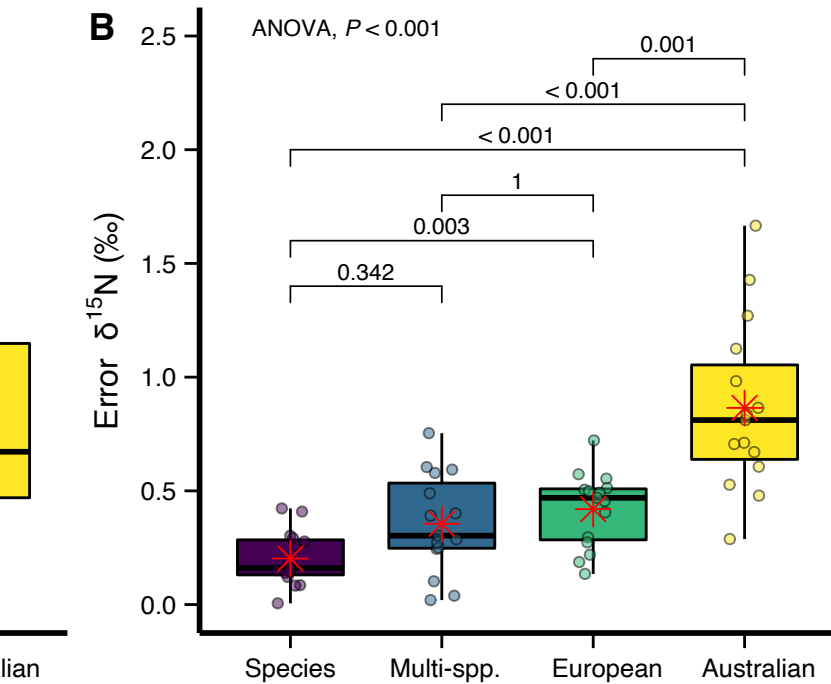 B
ANOVA, P < 0.001
2.5
0.001
< 0.001
2.0
< 0.001
1
0.003
1.5
0.342
Error δ¹⁵N (‰)
1.0
0.5
0.0
lian
Species
Multi-spp.
European
Australian